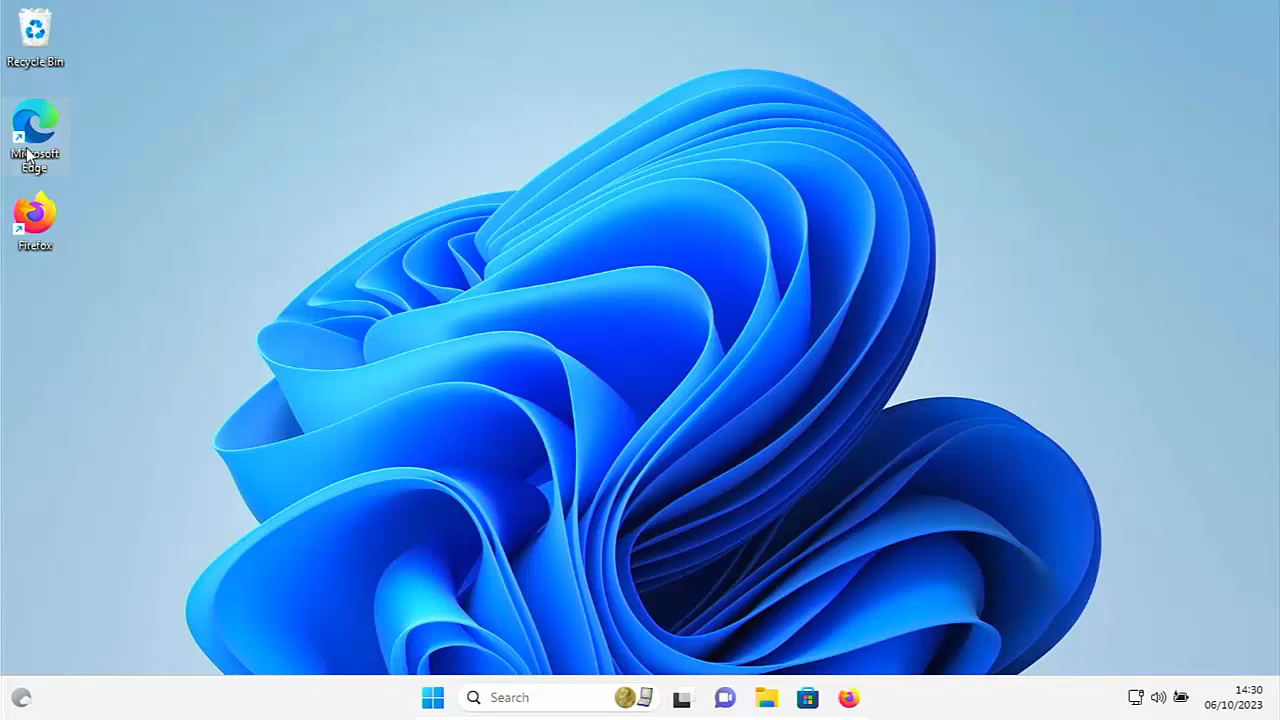 Recycle Bin
Microsoft
Edge
Firefox
Search
14:30
06/10/2023